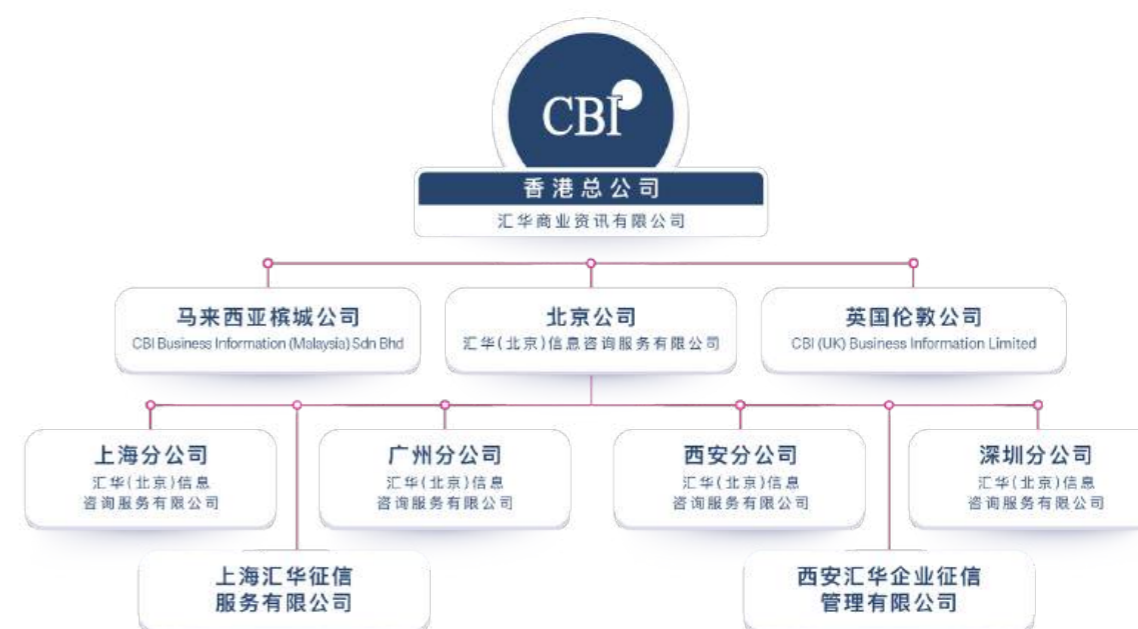 CBI
香港总公司
汇华商业资讯有限公司
马来西亚槟城公司
CBI Business Information (Malaysia) Sdn Bhd
北京公司
汇华(北京)信息咨询服务有限公司
英国伦敦公司
CBI (UK) Business Information Limited
上海分公司
汇华(北京)信息
咨询服务有限公司
广州分公司
汇华(北京)信息
咨询服务有限公司
西安分公司
汇华(北京)信息
咨询服务有限公司
深圳分公司
汇华(北京)信息
咨询服务有限公司
上海汇华征信
服务有限公司
西安汇华企业征信
管理有限公司